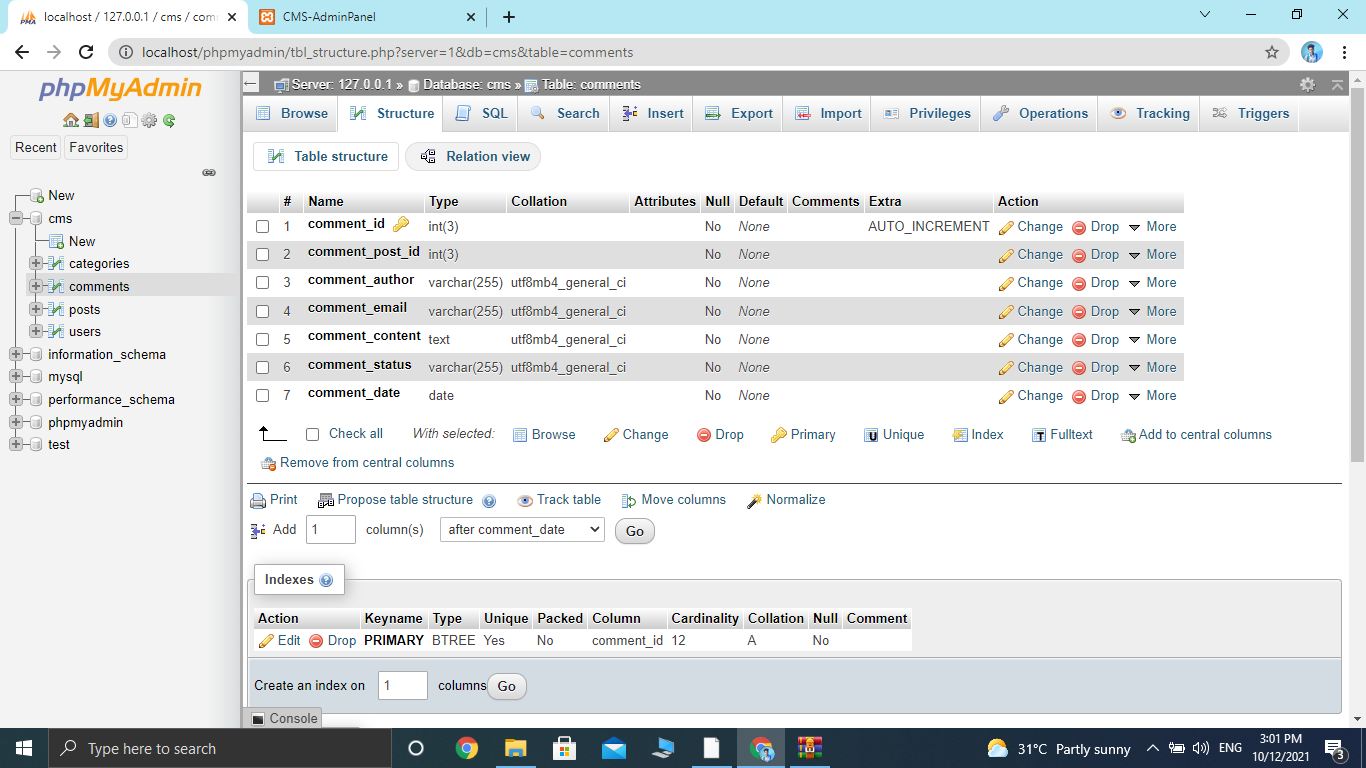 localhost / 127.0.0.1 / cms / com
CMS-AdminPanel
localhost/phpmyadmin/tbl_structure.php?server=1&db=cms&table=comments
phpMyAdmin
Recent Favorites
New
cms
New
categories
comments
posts
users
information_schema
mysql
performance_schema
phpmyadmin
test
Server: 127.0.0.1 » Database: cms » Table: comments
Browse Structure SQL Search Insert Export Import Privileges Operations Tracking Triggers
Table structure Relation view
# Name Type Collation Attributes Null Default Comments Extra Action
1 comment_id int(3) No None AUTO_INCREMENT Change Drop More
2 comment_post_id int(3) No None Change Drop More
3 comment_author varchar(255) utf8mb4_general_ci No None Change Drop More
4 comment_email varchar(255) utf8mb4_general_ci No None Change Drop More
5 comment_content text utf8mb4_general_ci No None Change Drop More
6 comment_status varchar(255) utf8mb4_general_ci No None Change Drop More
7 comment_date date No None Change Drop More
Check all With selected: Browse Change Drop Primary Unique Index Fulltext Add to central columns
Remove from central columns
Print Propose table structure Track table Move columns Normalize
Add 1 column(s) after comment_date Go
Indexes
Action Keyname Type Unique Packed Column Cardinality Collation Null Comment
Edit Drop PRIMARY BTREE Yes No comment_id 12 A No
Create an index on 1 columns Go
Console
Type here to search
31°C Partly sunny
ENG
3:01 PM
10/12/2021
3